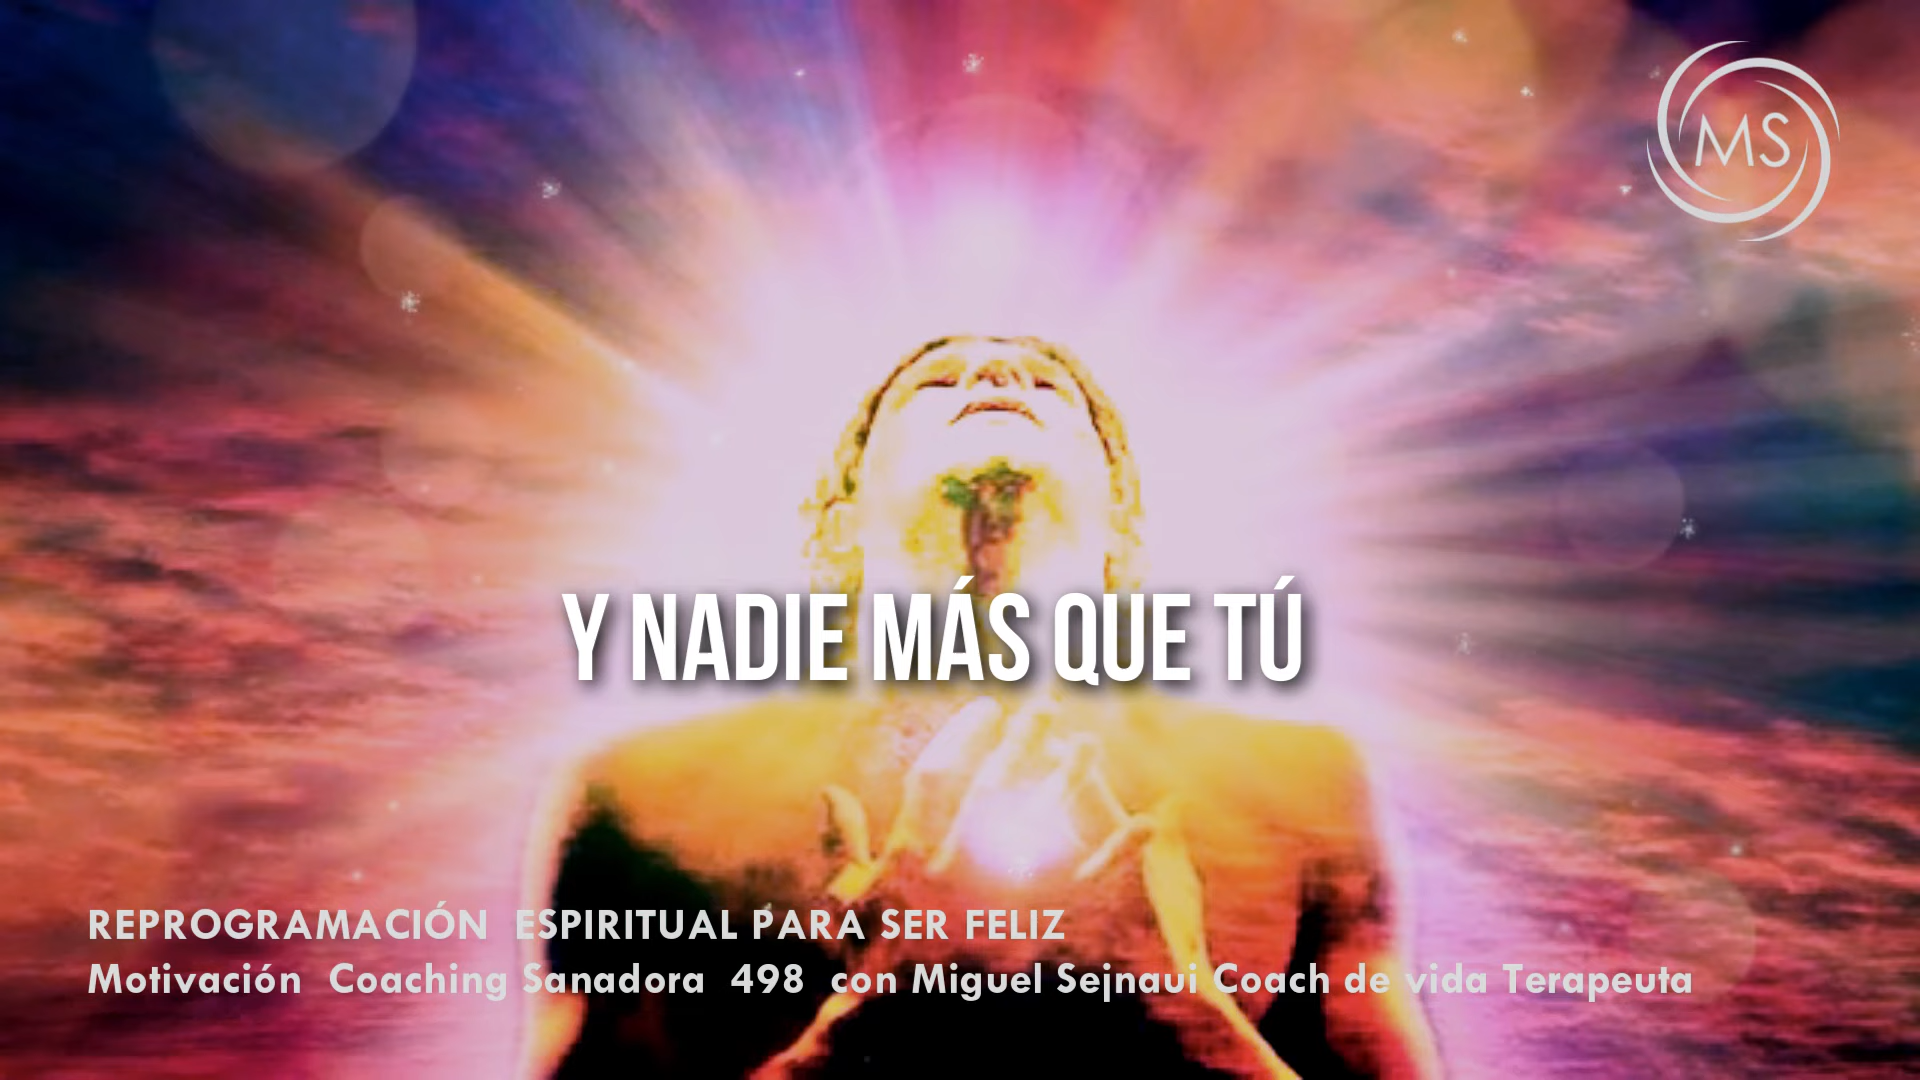 MS
Y NADIE MÁS QUE TÚ
REPROGRAMACIÓN ESPIRITUAL PARA SER FELIZ
Motivación Coaching Sanadora 498 con Miguel Sejnaui Coach de vida Terapeuta